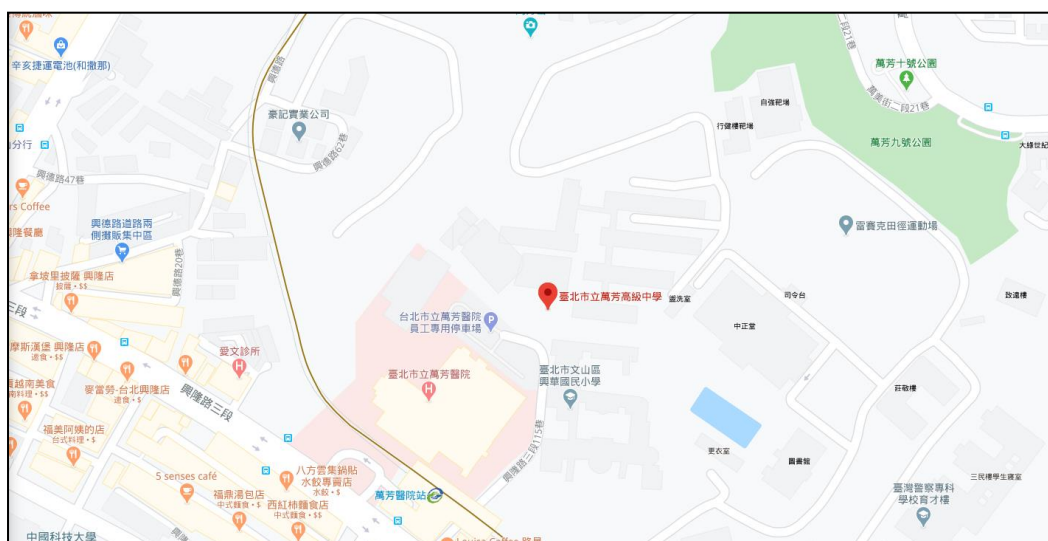 辛亥捷運電池(和撒那)
分行
興德路47巷
rs Coffee
隆餐廳
興德路道路兩
側攤販集中區
興德路20巷
拿坡里披薩 興隆店
披薩·$$
三段
摩斯漢堡 興隆店
速食·$$
愛文診所
越南美食
南料理·$
麥當勞-台北興隆店
速食·$
興隆路三段
福美阿姨的店
台式料理·$
5 senses café
八方雲集鍋貼
水餃專賣店
水餃·$
福鼎湯包店
中式麵食·$$
西紅柿麵食店
中式麵食·$$
中國科技大學
Louisa Coffee 路易
萬芳醫院站
興德路
豪記實業公司
興德路62巷
台北市立萬芳醫院
員工專用停車場
P
臺北市立萬芳醫院
H
臺北市立萬芳高級中學
臺北市文山區
興華國民小學
興隆路三段115巷
盥洗室
司令台
中正堂
致遠樓
莊敬樓
更衣室
圖書館
三民樓學生寢室
臺灣警察專科
學校育才樓
雷賽克田徑運動場
自強靶場
行健樓靶場
萬美街二段21巷
萬芳十號公園
萬芳九號公園
大綠世紀